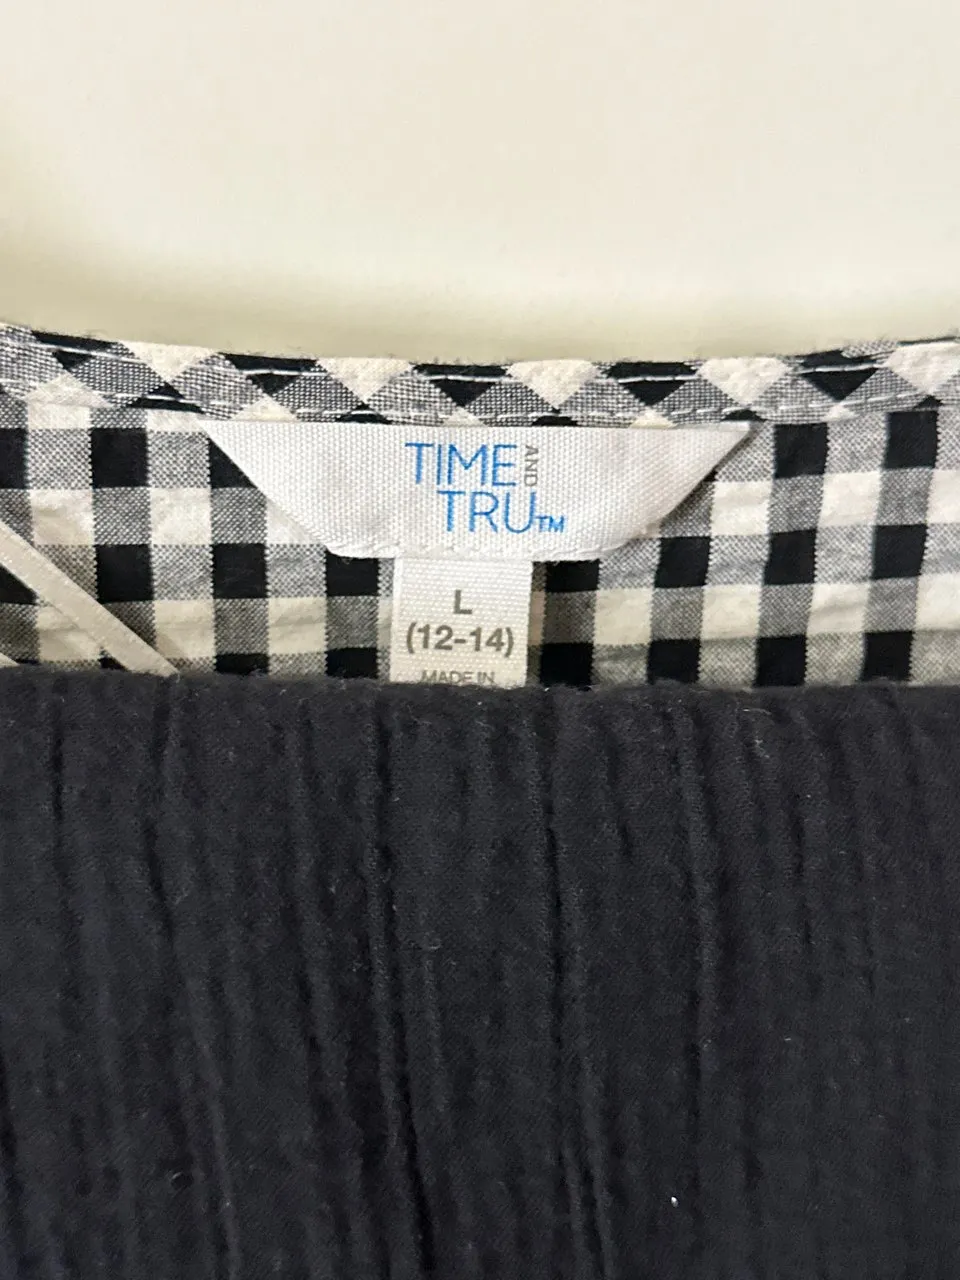 TIME AND
TRU™
L
(12-14)
MADE IN